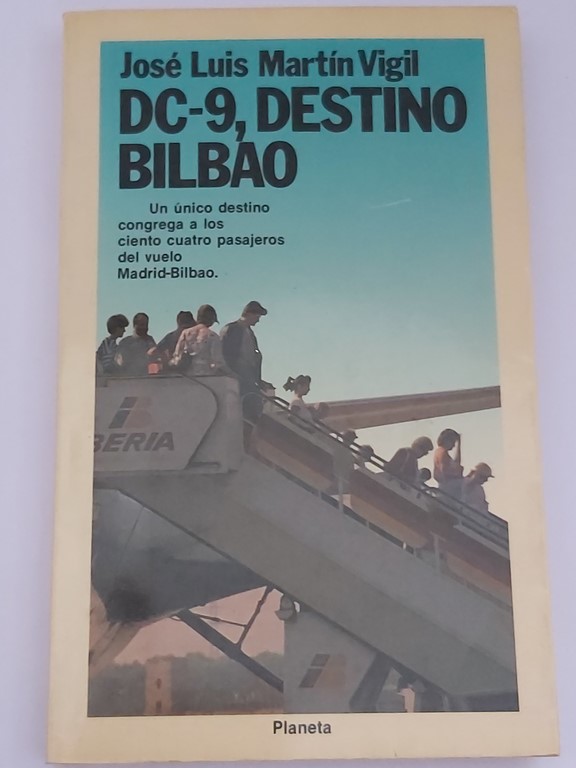 José Luis Martín Vigil
DC-9, DESTINO
BILBAO
Un único destino
congrega a los
ciento cuatro pasajeros
del vuelo
Madrid-Bilbao.
IBERIA
Planeta